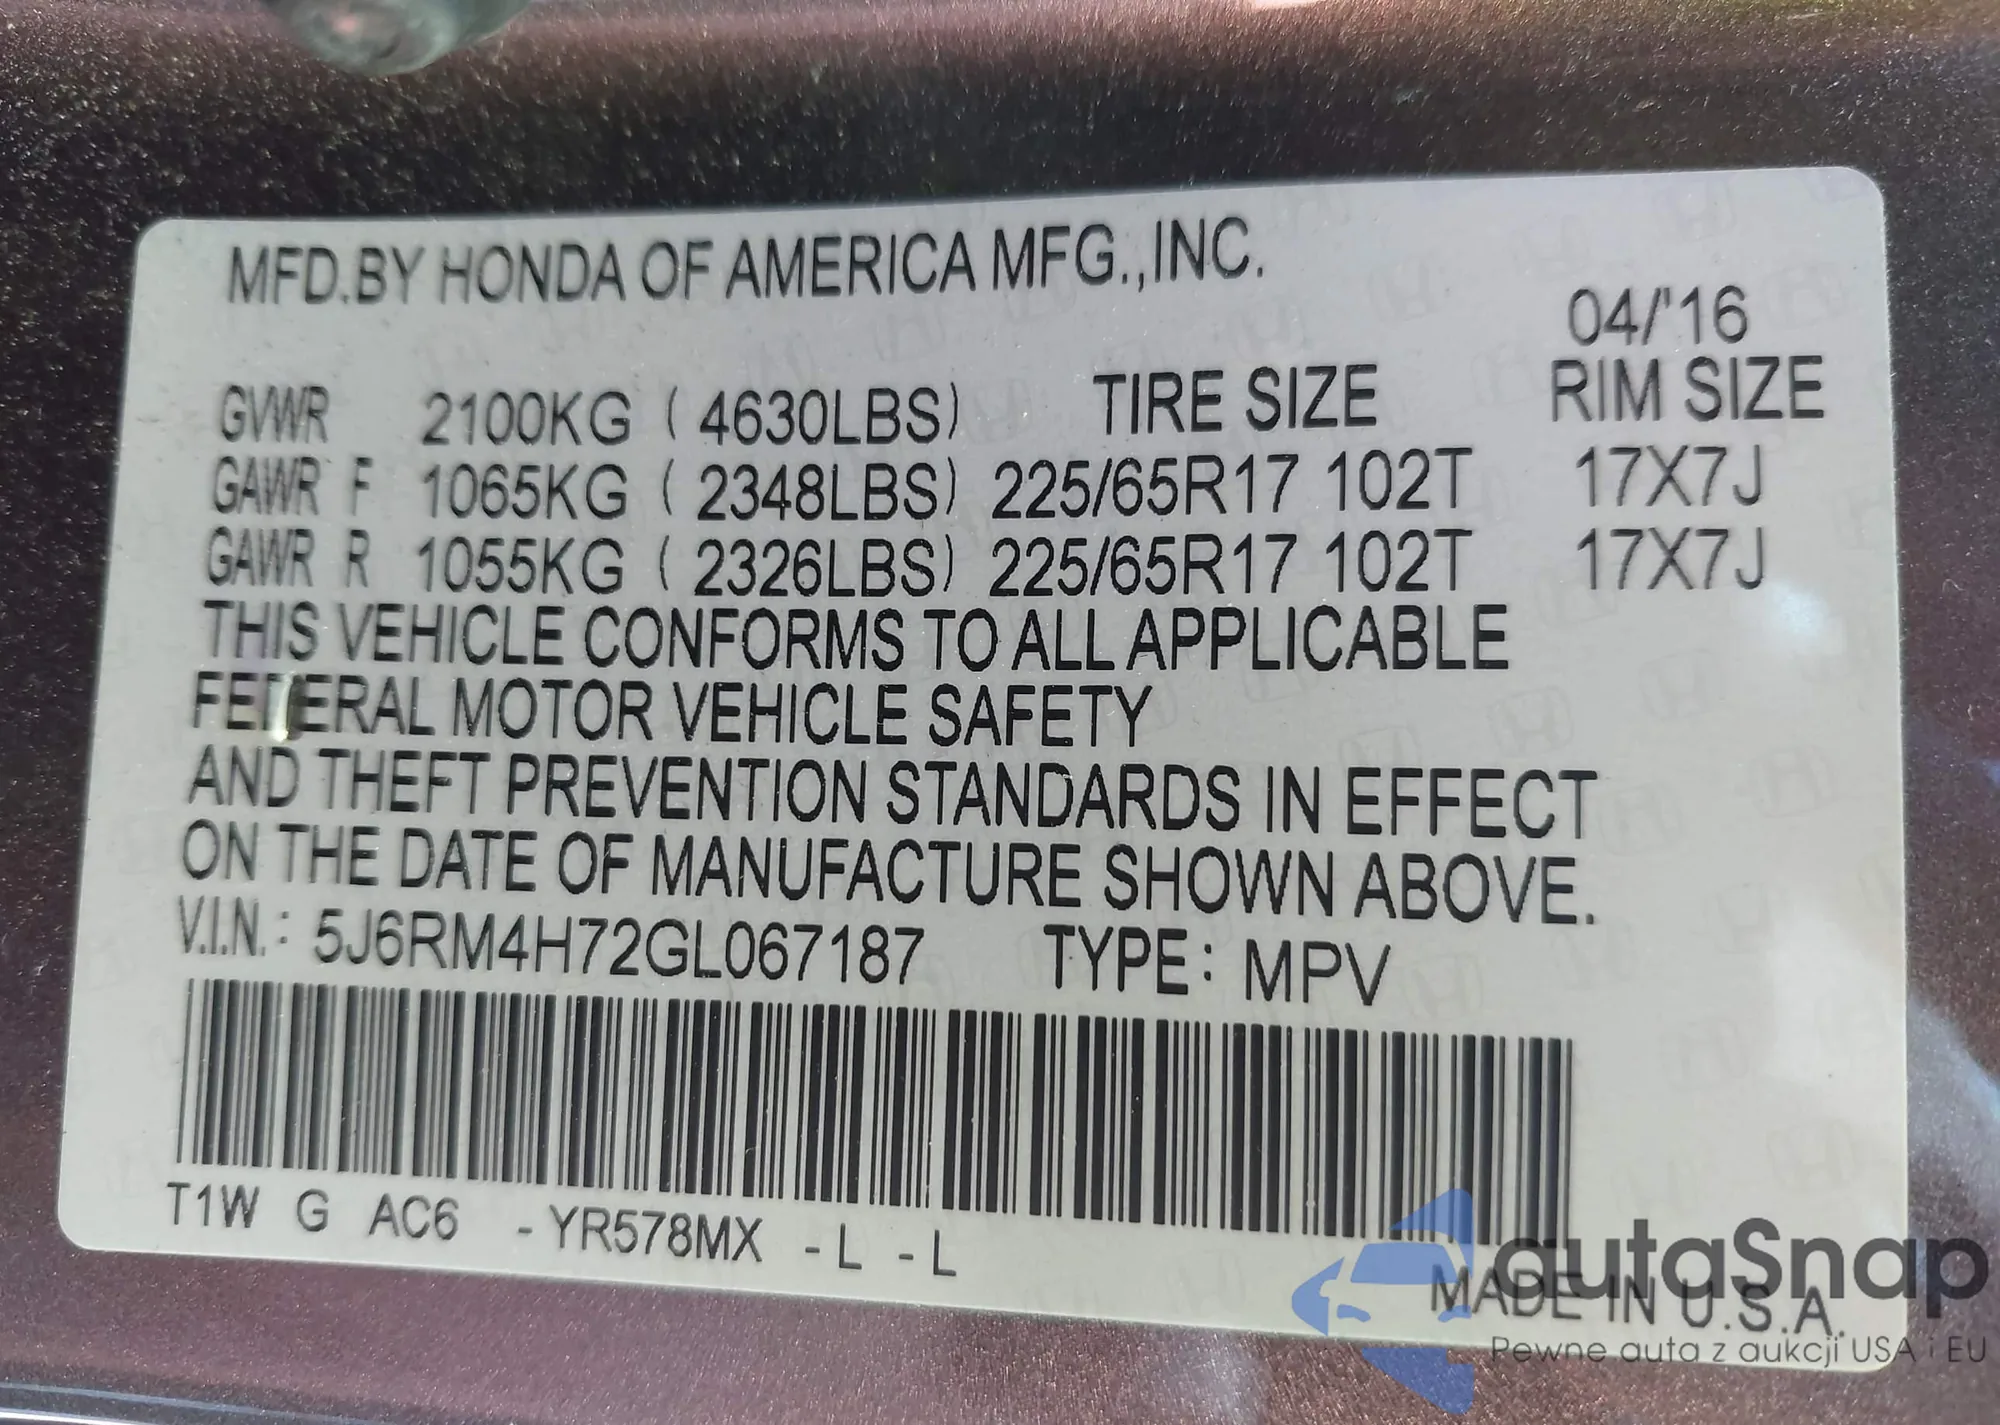 MFD.BY HONDA OF AMERICA MFG.,INC.
04/'16
GVWR 2100KG ( 4630LBS) TIRE SIZE RIM SIZE
GAWR F 1065KG ( 2348LBS) 225/65R17 102T 17X7J
GAWR R 1055KG ( 2326LBS) 225/65R17 102T 17X7J
THIS VEHICLE CONFORMS TO ALL APPLICABLE
FEDERAL MOTOR VEHICLE SAFETY
AND THEFT PREVENTION STANDARDS IN EFFECT
ON THE DATE OF MANUFACTURE SHOWN ABOVE.
V.I.N.: 5J6RM4H72GL067187 TYPE: MPV
T1W G AC6 -YR578MX -L -L
MADE IN U.S.A.
autaSnap
Pewne auta z aukcji USA i EU